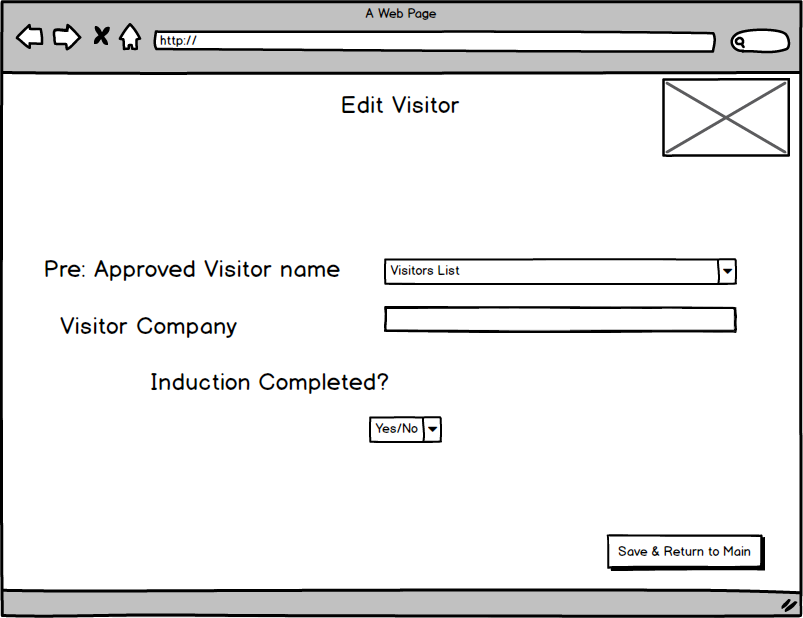 A Web Page
http://
Edit Visitor
Pre: Approved Visitor name
Visitors List
Visitor Company
Induction Completed?
Yes/No
Save & Return to Main